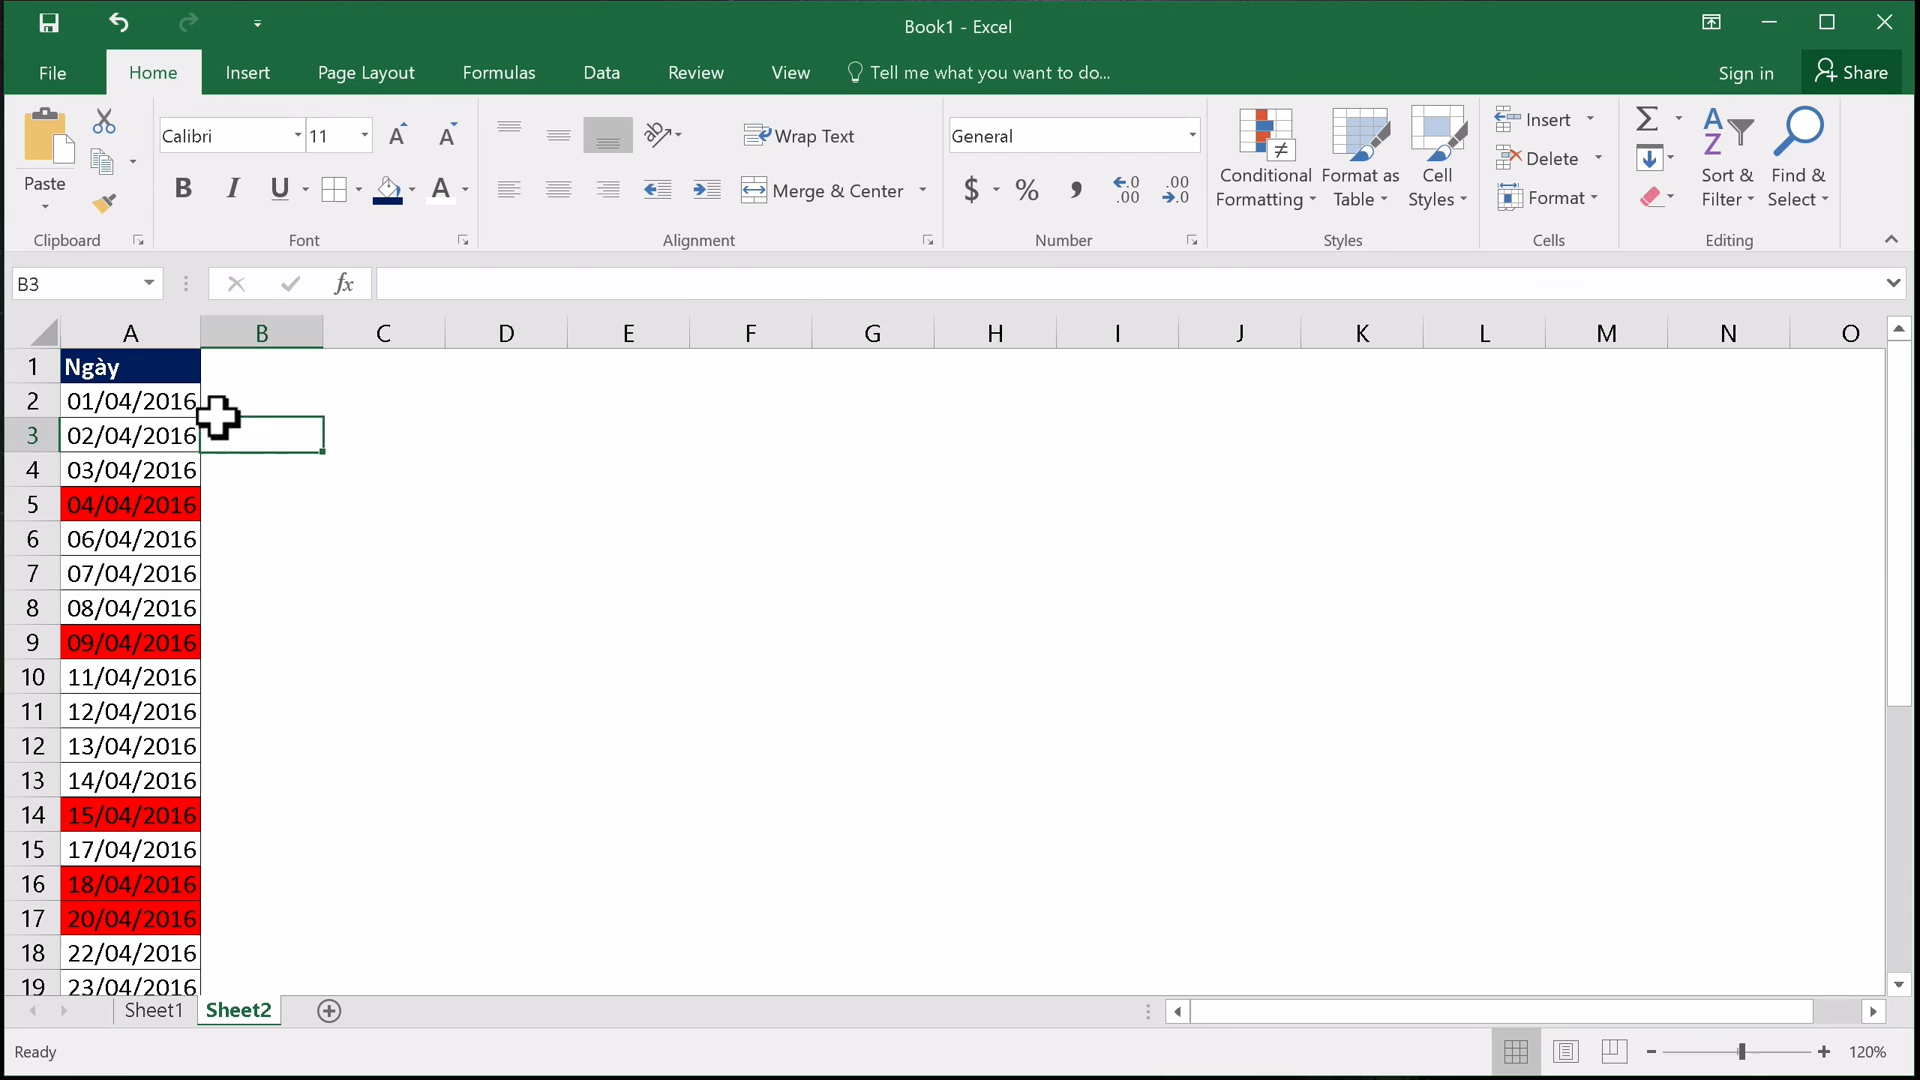 Book1 - Excel
File Home Insert Page Layout Formulas Data Review View Tell me what you want to do... Sign in Share
Calibri 11 A A Wrap Text General Insert
Paste B I U A Merge & Center $ % , Conditional Formatting Format as Table Cell Styles Delete Format Σ Sort & Filter Find & Select
Clipboard Font Alignment Number Styles Cells Editing
B3 fx
A B C D E F G H I J K L M N O
1 Ngày
2 01/04/2016
3 02/04/2016
4 03/04/2016
5 04/04/2016
6 06/04/2016
7 07/04/2016
8 08/04/2016
9 09/04/2016
10 11/04/2016
11 12/04/2016
12 13/04/2016
13 14/04/2016
14 15/04/2016
15 17/04/2016
16 18/04/2016
17 20/04/2016
18 22/04/2016
19 23/04/2016
Sheet1 Sheet2
Ready 120%